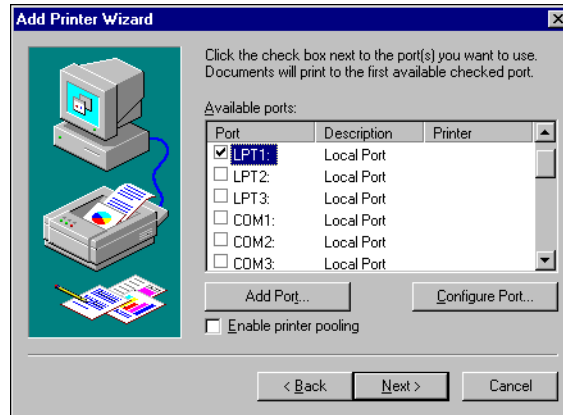 Add Printer Wizard
Click the check box next to the port(s) you want to use.
Documents will print to the first available checked port.
Available ports:
Port Description Printer
LPT1: Local Port
LPT2: Local Port
LPT3: Local Port
COM1: Local Port
COM2: Local Port
COM3: Local Port
Add Port... Configure Port...
Enable printer pooling
< Back Next > Cancel